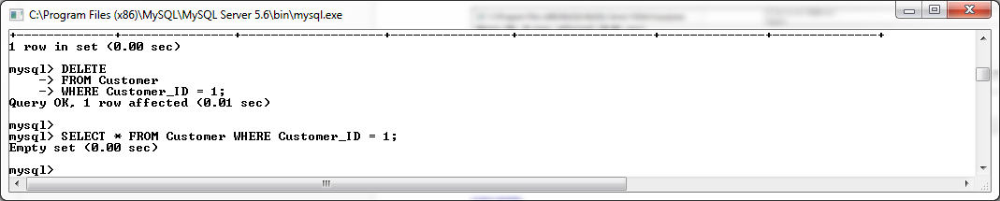 C:\Program Files (x86)\MySQL\MySQL Server 5.6\bin\mysql.exe
+------------+------------+--------------------+-------------+--------------+------------+------------+
1 row in set (0.00 sec)
mysql> DELETE
    -> FROM Customer
    -> WHERE Customer_ID = 1;
Query OK, 1 row affected (0.01 sec)
mysql>
mysql> SELECT * FROM Customer WHERE Customer_ID = 1;
Empty set (0.00 sec)
mysql>